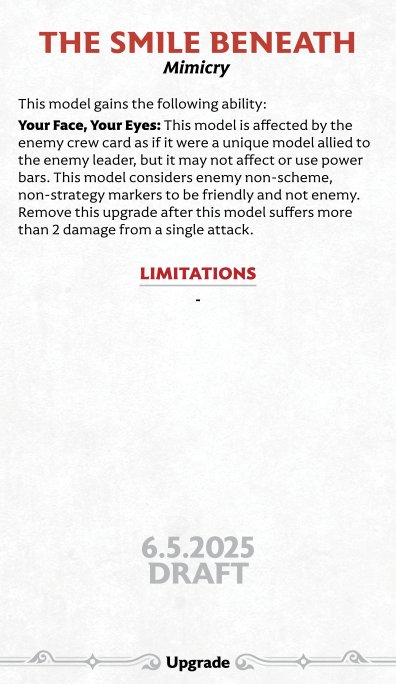 THE SMILE BENEATH
Mimicry
This model gains the following ability:
Your Face, Your Eyes: This model is affected by the
enemy crew card as if it were a unique model allied to
the enemy leader, but it may not affect or use power
bars. This model considers enemy non-scheme,
non-strategy markers to be friendly and not enemy.
Remove this upgrade after this model suffers more
than 2 damage from a single attack.
LIMITATIONS
-
6.5.2025
DRAFT
Upgrade